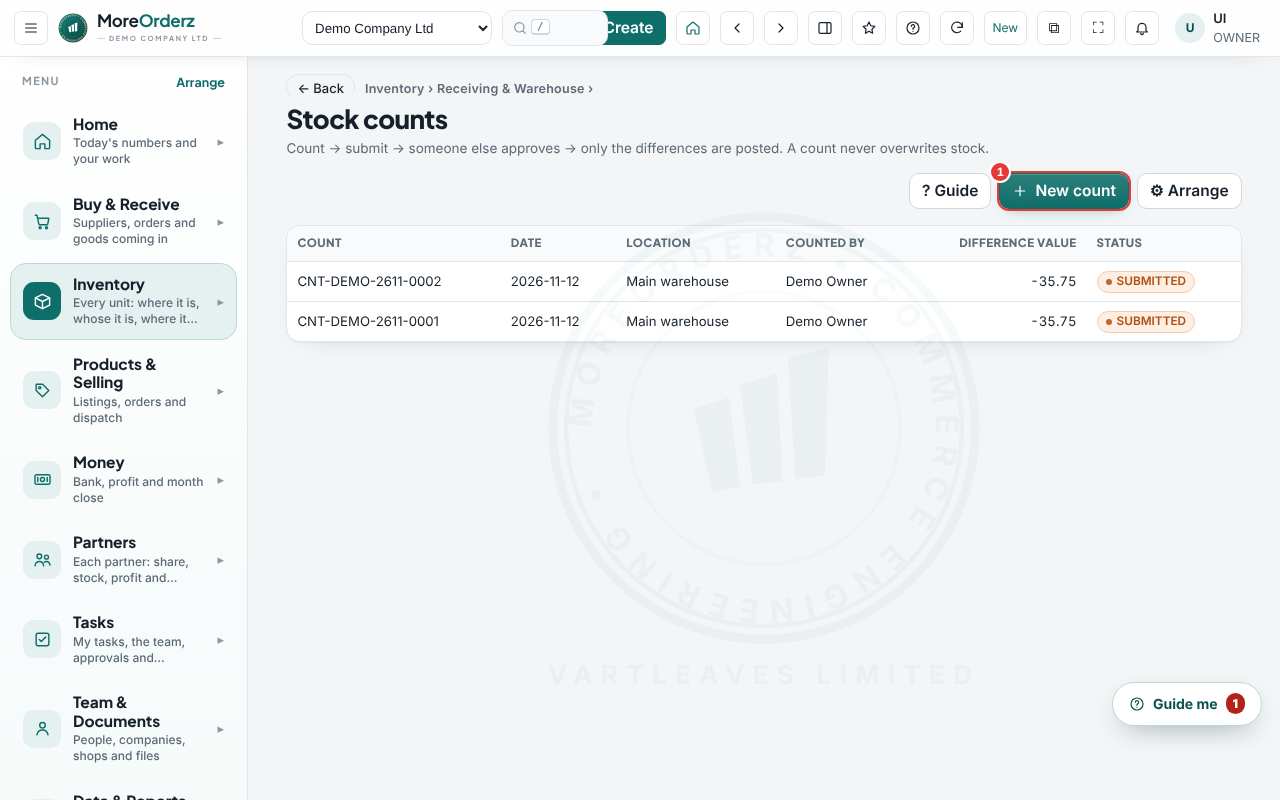 MoreOrderz
— DEMO COMPANY LTD —
Demo Company Ltd
/
Create
New
U
UI
OWNER
MENU
Arrange
Home
Today's numbers and
your work
Buy & Receive
Suppliers, orders and
goods coming in
Inventory
Every unit: where it is,
whose it is, where it...
Products &
Selling
Listings, orders and
dispatch
Money
Bank, profit and month
close
Partners
Each partner: share,
stock, profit and...
Tasks
My tasks, the team,
approvals and...
Team &
Documents
People, companies,
shops and files
Data & Reports
← Back
Inventory › Receiving & Warehouse ›
Stock counts
Count → submit → someone else approves → only the differences are posted. A count never overwrites stock.
? Guide
1
+ New count
⚙ Arrange
COUNT DATE LOCATION COUNTED BY DIFFERENCE VALUE STATUS
CNT-DEMO-2611-0002 2026-11-12 Main warehouse Demo Owner -35.75 SUBMITTED
CNT-DEMO-2611-0001 2026-11-12 Main warehouse Demo Owner -35.75 SUBMITTED
MORE ORDERZ • COMMERCE ENGINEERING •
VARTLEAVES LIMITED
Guide me 1